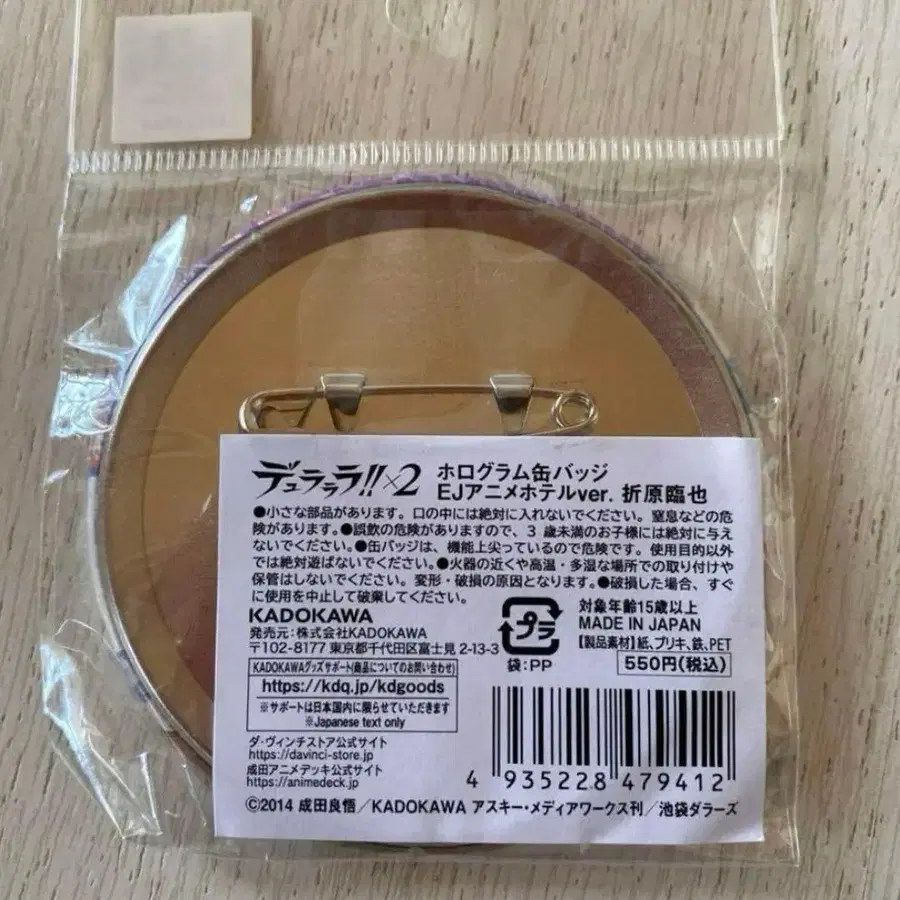 デュラララ!!×2
ホログラム缶バッジ
EJアニメホテルver. 折原臨也
●小さな部品があります。口の中には絶対に入れないでください。窒息などの危
険があります。●誤飲の危険がありますので、3 歳未満のお子様には絶対に与え
ないでください。●缶バッジは、機能上尖っているので危険です。使用目的以外
では絶対遊ばないでください。●火器の近くや高温・多湿な場所での取り付けや
保管はしないでください。変形・破損の原因となります。●破損した場合、すぐ
に使用を中止して破棄してください。
KADOKAWA
発売元:株式会社KADOKAWA
〒102-8177 東京都千代田区富士見 2-13-3
KADOKAWAグッズサポート(商品についてのお問い合わせ)
https://kdq.jp/kdgoods
※サポートは日本国内に限らせていただきます
※Japanese text only
ダ・ヴィンチストア公式サイト
https://davinci-store.jp
成田アニメデッキ公式サイト
https://animedeck.jp
プラ
袋:PP
対象年齢15歳以上
MADE IN JAPAN
【製品素材】紙、ブリキ、鉄、PET
550円(税込)
4 935228 479412
©2014 成田良悟/KADOKAWA アスキー・メディアワークス刊/池袋ダラーズ